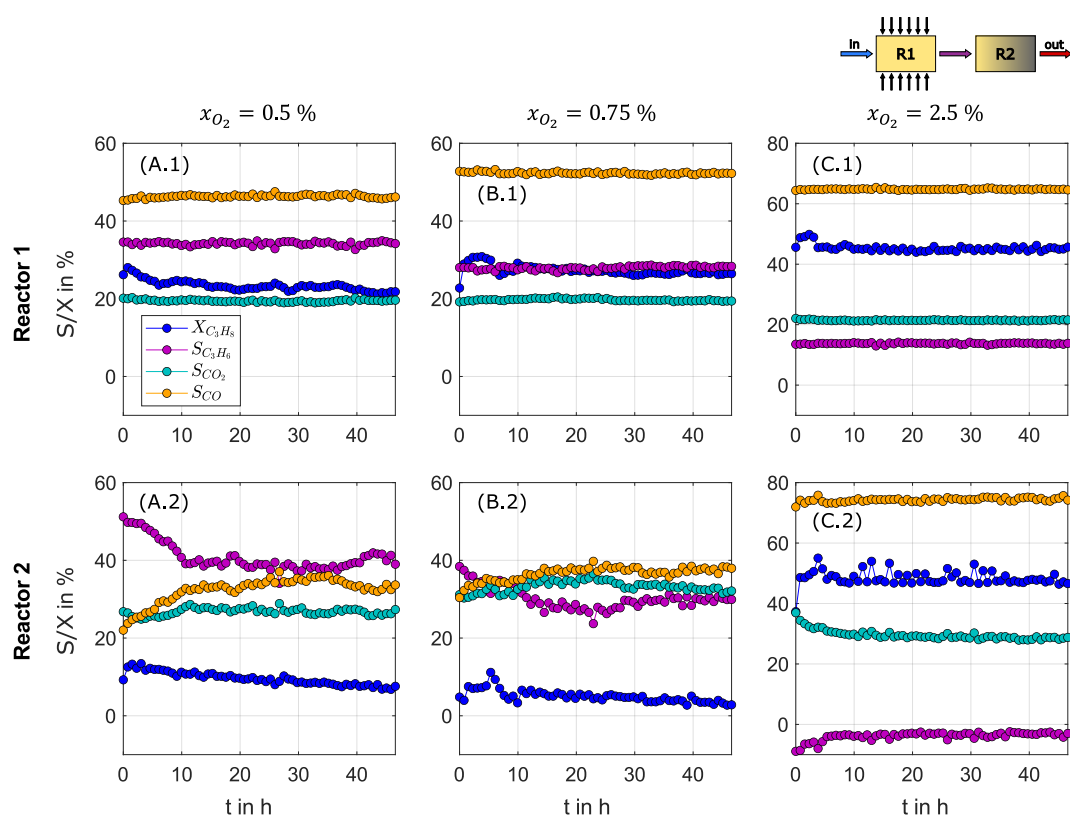 in
R1
R2
out
x_{O_2} = 0.5 %
x_{O_2} = 0.75 %
x_{O_2} = 2.5 %
Reactor 1
S/X in %
60
40
20
0
(A.1)
X_{C_3H_8}
S_{C_3H_6}
S_{CO_2}
S_{CO}
0 10 20 30 40
60
40
20
0
(B.1)
0 10 20 30 40
80
60
40
20
0
(C.1)
0 10 20 30 40
Reactor 2
S/X in %
60
40
20
0
(A.2)
0 10 20 30 40
t in h
60
40
20
0
(B.2)
0 10 20 30 40
t in h
80
60
40
20
0
(C.2)
0 10 20 30 40
t in h